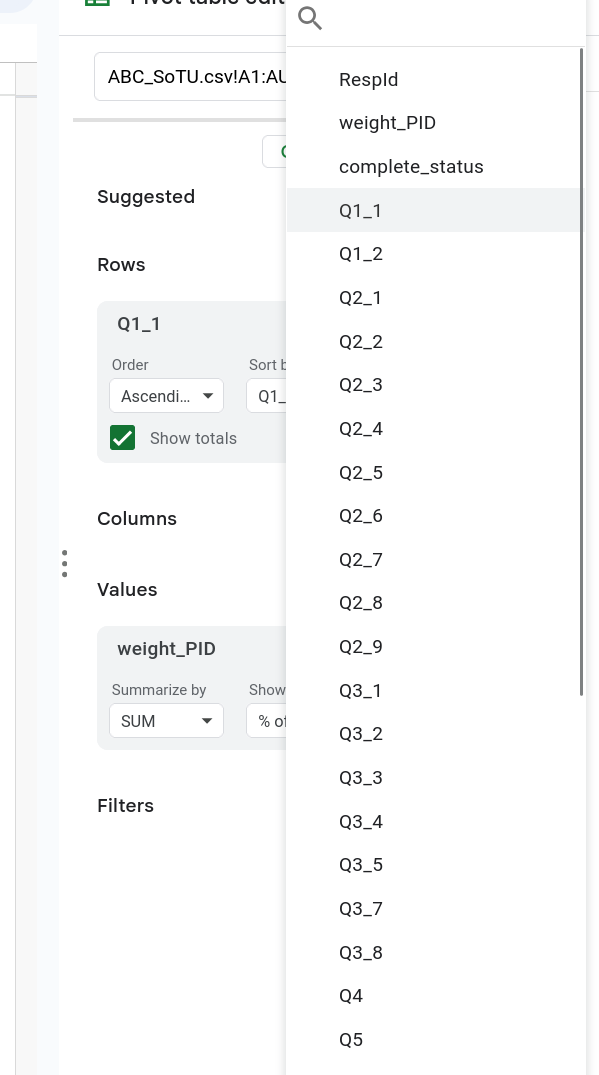 ABC_SoTU.csv!A1:AU
Suggested
Rows
Q1_1
Order
Sort b
Ascendi...
Q1_
Show totals
Columns
Values
weight_PID
Summarize by
Show
SUM
% of
Filters
RespId
weight_PID
complete_status
Q1_1
Q1_2
Q2_1
Q2_2
Q2_3
Q2_4
Q2_5
Q2_6
Q2_7
Q2_8
Q2_9
Q3_1
Q3_2
Q3_3
Q3_4
Q3_5
Q3_7
Q3_8
Q4
Q5